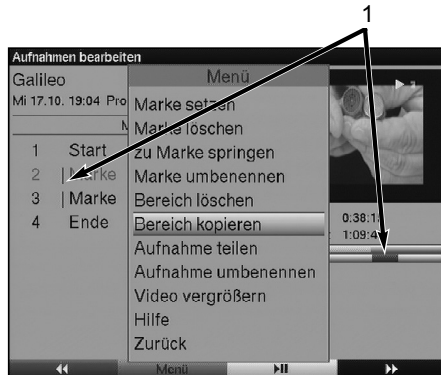 1
Aufnahmen bearbeiten
Galileo
Mi 17.10. 19:04 Pro
Menü
Marke setzen
Marke löschen
zu Marke springen
Marke umbenennen
Bereich löschen
Bereich kopieren
Aufnahme teilen
Aufnahme umbenennen
Video vergrößern
Hilfe
Zurück
1 Start
2 | Marke
3 | Marke
4 Ende
0:38:1
1:09:4
Menü